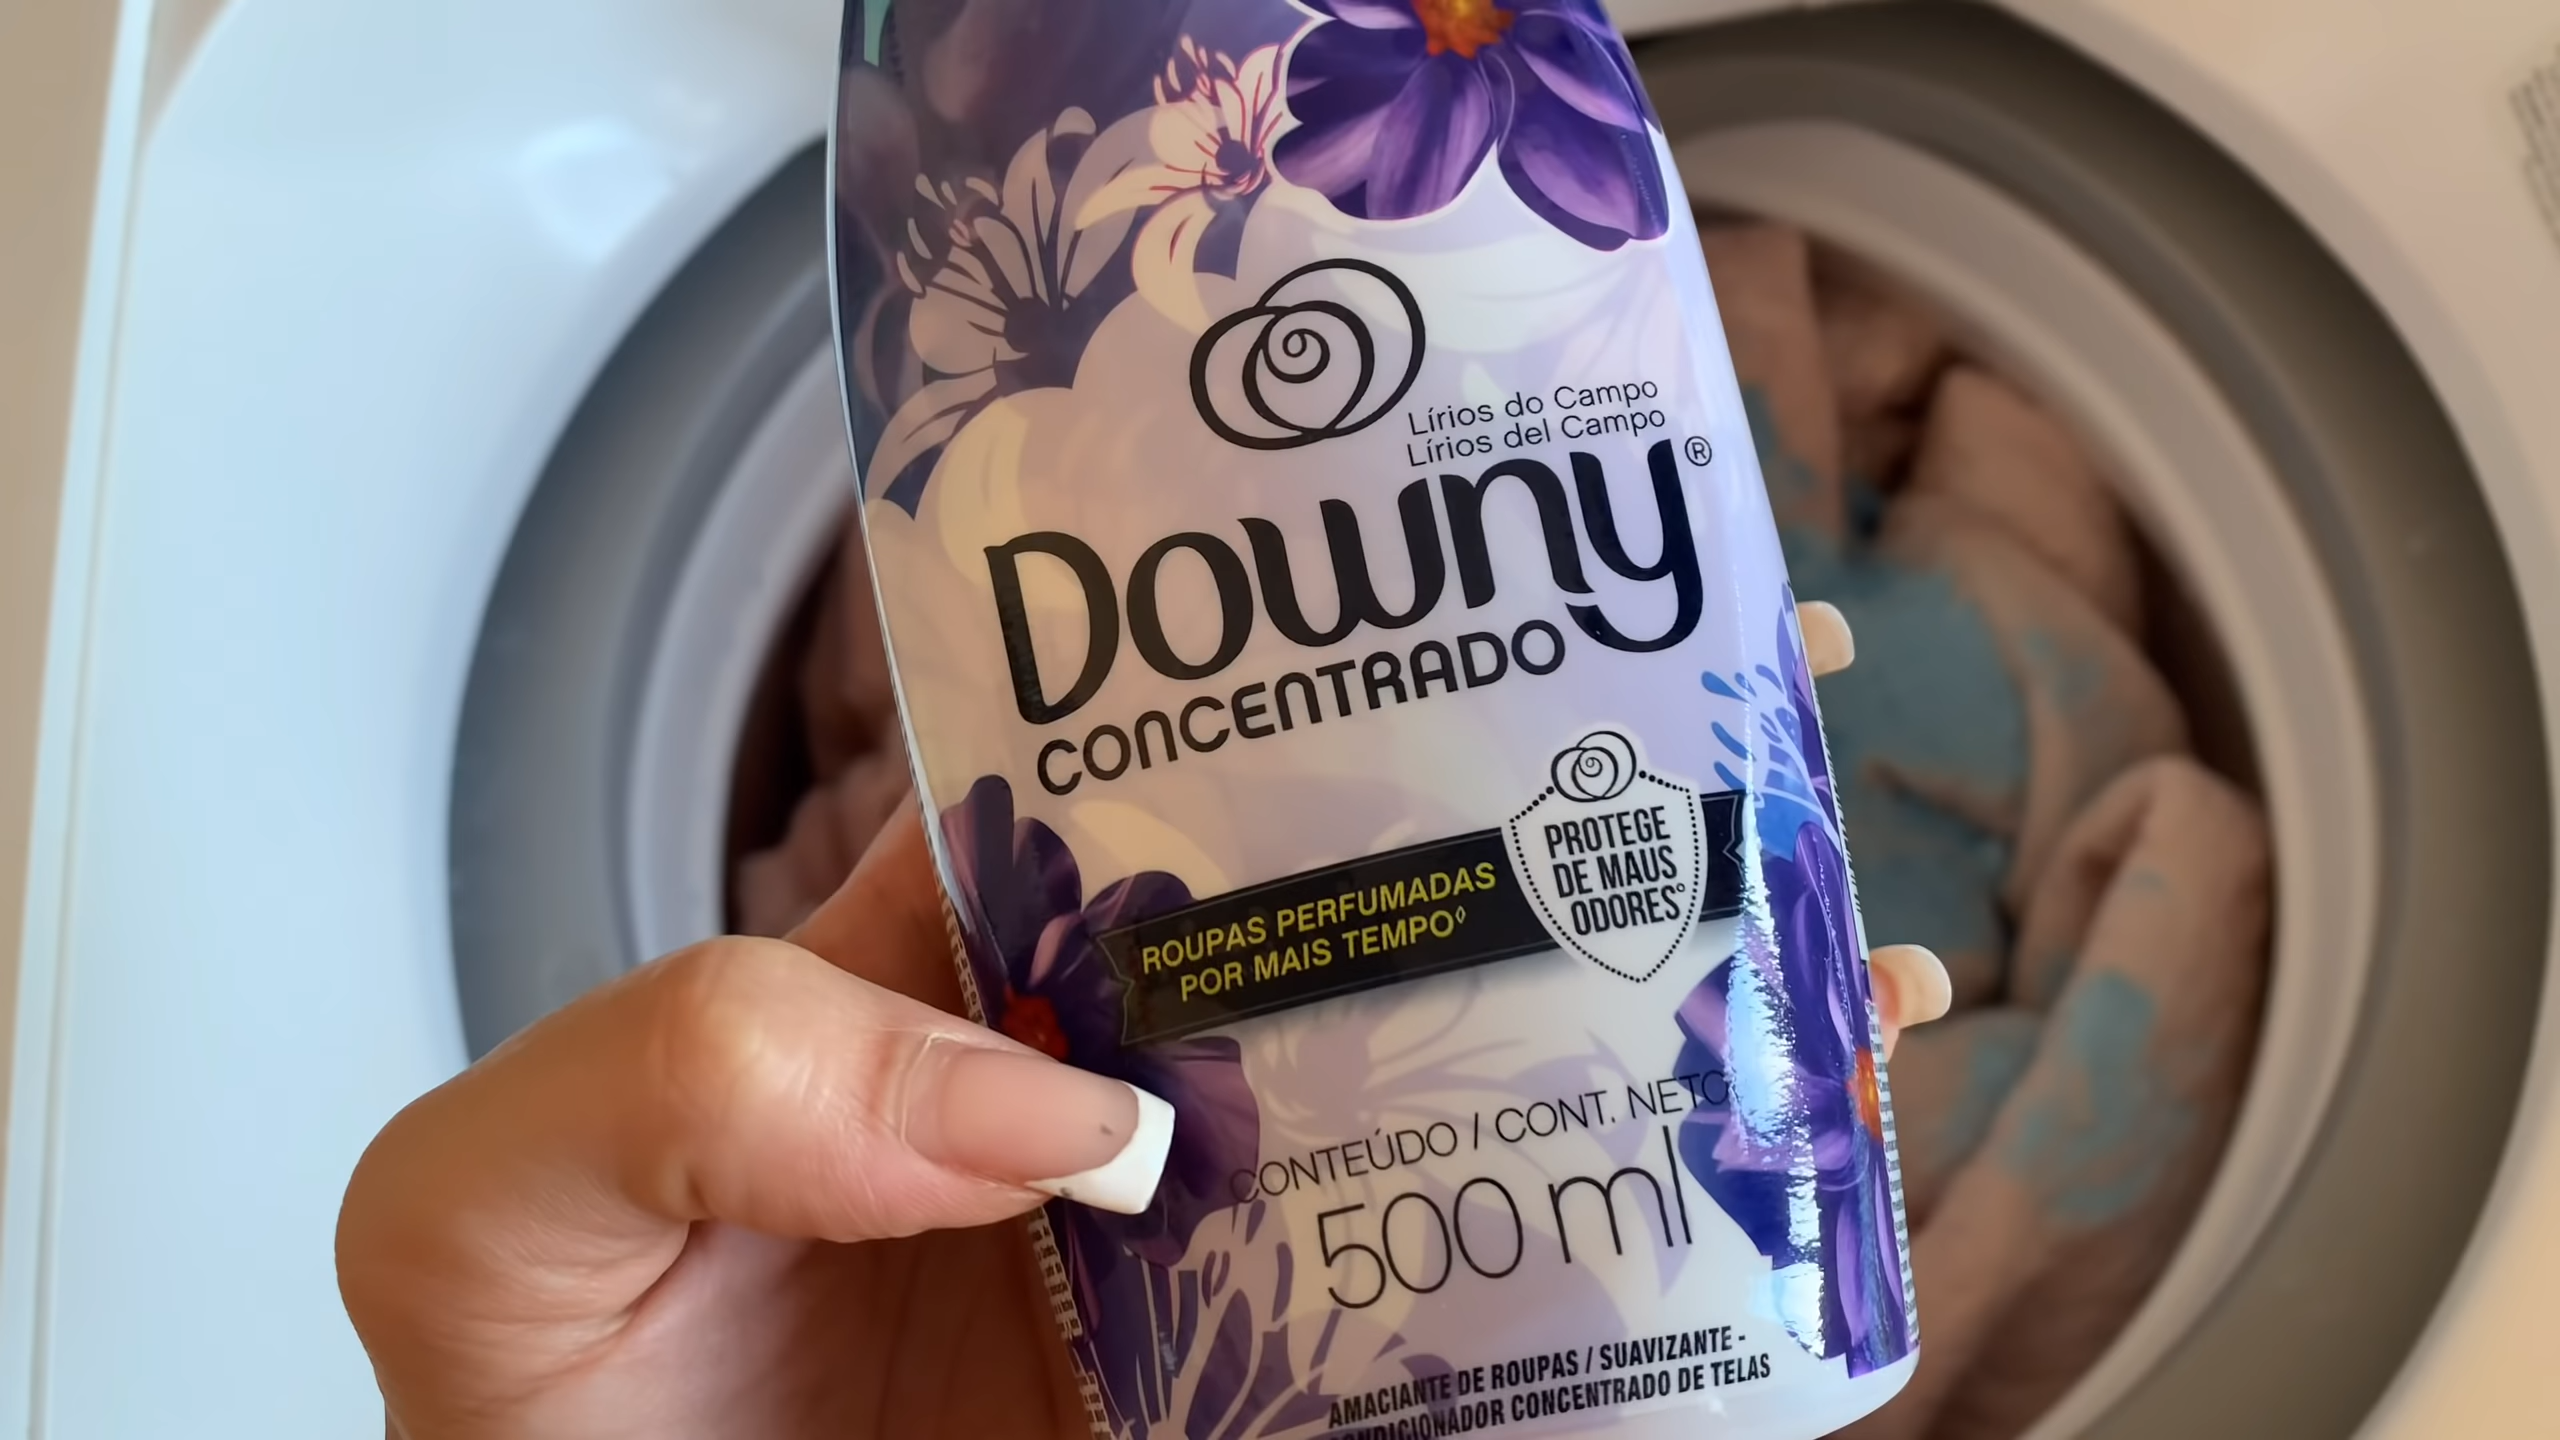 Lírios do Campo
Lírios del Campo
Downy®
CONCENTRADO
ROUPAS PERFUMADAS
POR MAIS TEMPO◊
PROTEGE
DE MAUS
ODORES°
CONTEÚDO / CONT. NETO
500 ml
AMACIANTE DE ROUPAS / SUAVIZANTE -
CONCENTRADO DE TELAS